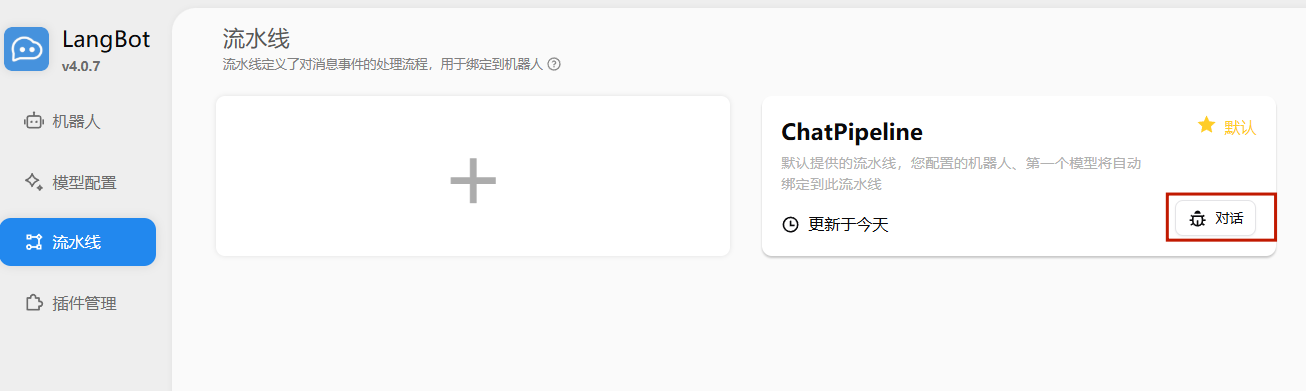 LangBot
v4.0.7
机器人
模型配置
流水线
插件管理
流水线
流水线定义了对消息事件的处理流程，用于绑定到机器人
ChatPipeline
默认
默认提供的流水线，您配置的机器人、第一个模型将自动
绑定到此流水线
更新于今天
对话